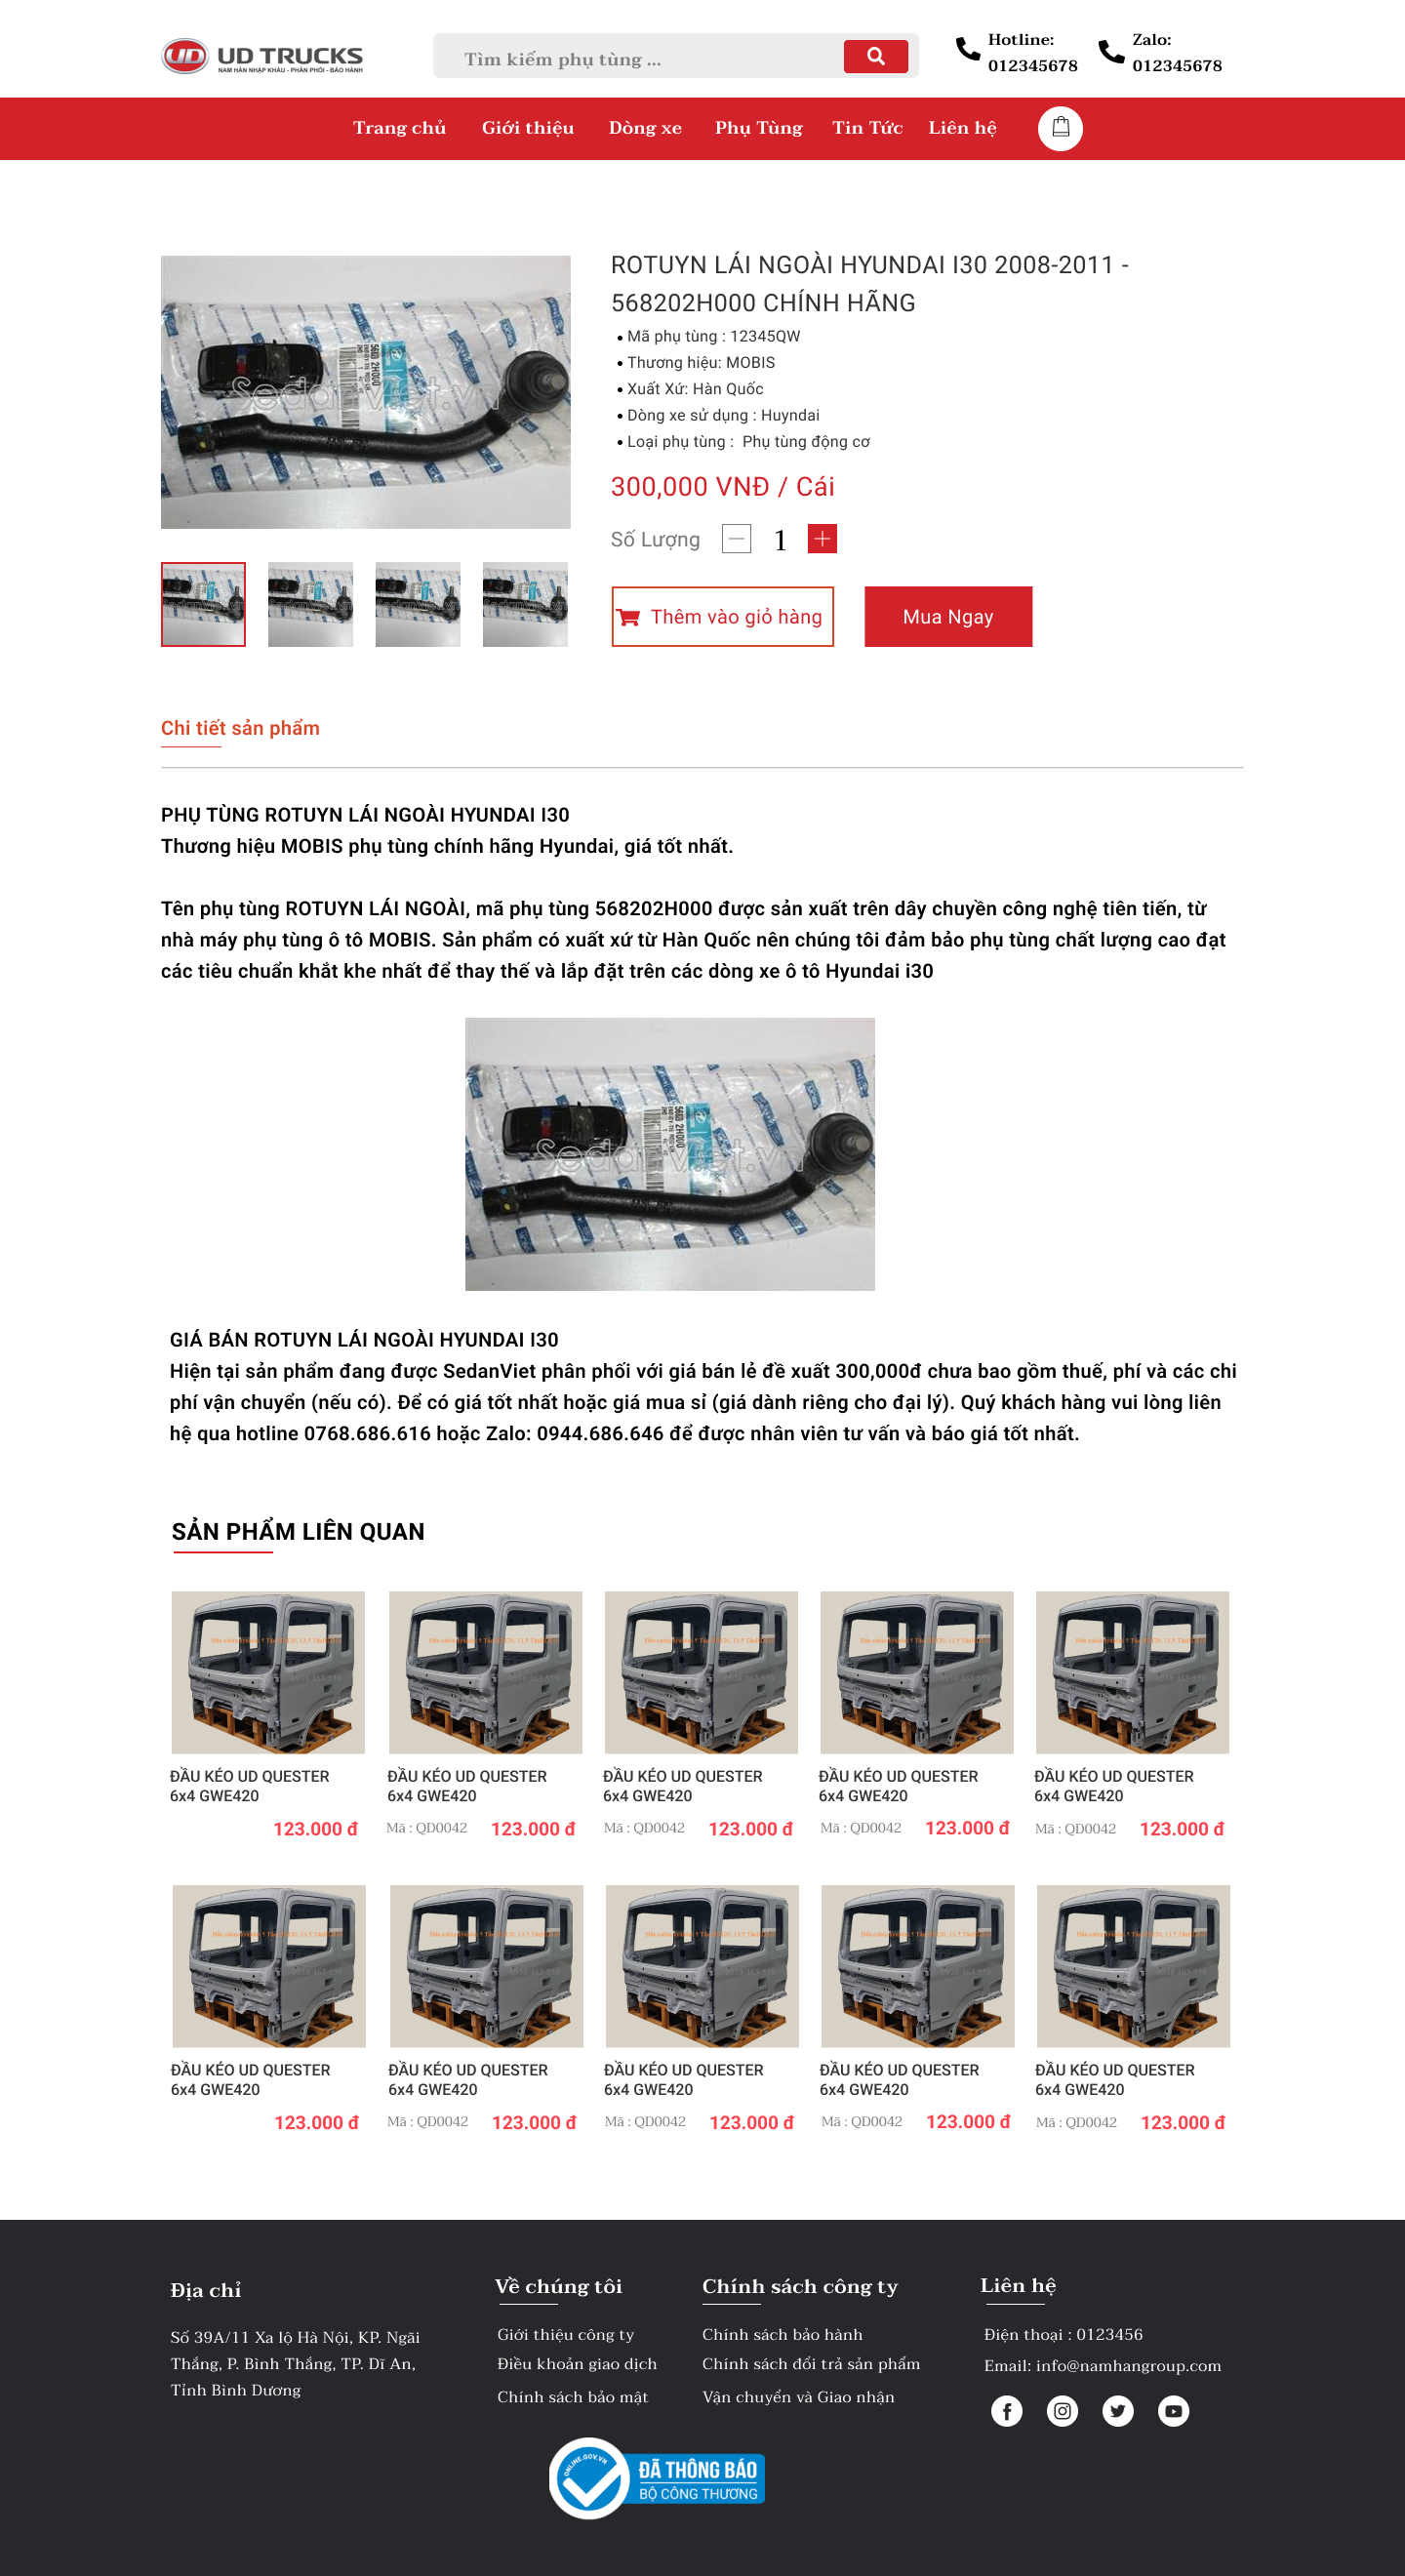 UD TRUCKS
NAM HÀN NHẬP KHẨU - PHÂN PHỐI - BẢO HÀNH
Tìm kiếm phụ tùng ...
Hotline:
012345678
Zalo:
012345678
Trang chủ Giới thiệu Dòng xe Phụ Tùng Tin Tức Liên hệ
ROTUYN LÁI NGOÀI HYUNDAI I30 2008-2011 -
568202H000 CHÍNH HÃNG
Mã phụ tùng : 12345QW
Thương hiệu: MOBIS
Xuất Xứ: Hàn Quốc
Dòng xe sử dụng : Huyndai
Loại phụ tùng : Phụ tùng động cơ
SedanViet.vn
300,000 VNĐ / Cái
Số Lượng 1
Thêm vào giỏ hàng
Mua Ngay
Chi tiết sản phẩm
PHỤ TÙNG ROTUYN LÁI NGOÀI HYUNDAI I30
Thương hiệu MOBIS phụ tùng chính hãng Hyundai, giá tốt nhất.
Tên phụ tùng ROTUYN LÁI NGOÀI, mã phụ tùng 568202H000 được sản xuất trên dây chuyền công nghệ tiên tiến, từ
nhà máy phụ tùng ô tô MOBIS. Sản phẩm có xuất xứ từ Hàn Quốc nên chúng tôi đảm bảo phụ tùng chất lượng cao đạt
các tiêu chuẩn khắt khe nhất để thay thế và lắp đặt trên các dòng xe ô tô Hyundai i30
SedanViet.vn
GIÁ BÁN ROTUYN LÁI NGOÀI HYUNDAI I30
Hiện tại sản phẩm đang được SedanViet phân phối với giá bán lẻ đề xuất 300,000đ chưa bao gồm thuế, phí và các chi
phí vận chuyển (nếu có). Để có giá tốt nhất hoặc giá mua sỉ (giá dành riêng cho đại lý). Quý khách hàng vui lòng liên
hệ qua hotline 0768.686.616 hoặc Zalo: 0944.686.646 để được nhân viên tư vấn và báo giá tốt nhất.
SẢN PHẨM LIÊN QUAN
ĐẦU KÉO UD QUESTER ĐẦU KÉO UD QUESTER ĐẦU KÉO UD QUESTER ĐẦU KÉO UD QUESTER ĐẦU KÉO UD QUESTER
6x4 GWE420 6x4 GWE420 6x4 GWE420 6x4 GWE420 6x4 GWE420
123.000 đ Mã : QD0042 123.000 đ Mã : QD0042 123.000 đ Mã : QD0042 123.000 đ Mã : QD0042 123.000 đ
ĐẦU KÉO UD QUESTER ĐẦU KÉO UD QUESTER ĐẦU KÉO UD QUESTER ĐẦU KÉO UD QUESTER ĐẦU KÉO UD QUESTER
6x4 GWE420 6x4 GWE420 6x4 GWE420 6x4 GWE420 6x4 GWE420
123.000 đ Mã : QD0042 123.000 đ Mã : QD0042 123.000 đ Mã : QD0042 123.000 đ Mã : QD0042 123.000 đ
Địa chỉ
Số 39A/11 Xa lộ Hà Nội, KP. Ngãi
Thắng, P. Bình Thắng, TP. Dĩ An,
Tỉnh Bình Dương
Về chúng tôi
Giới thiệu công ty
Điều khoản giao dịch
Chính sách bảo mật
Chính sách công ty
Chính sách bảo hành
Chính sách đổi trả sản phẩm
Vận chuyển và Giao nhận
Liên hệ
Điện thoại : 0123456
Email: info@namhangroup.com
ONLINE.GOV.VN
ĐÃ THÔNG BÁO
BỘ CÔNG THƯƠNG